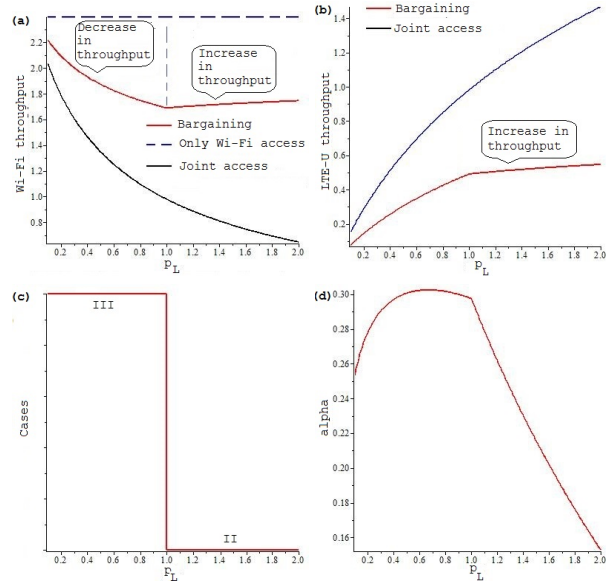 (a)
Decrease
in
throughput
Increase
in
throughput
Bargaining
Only Wi-Fi access
Joint access
Wi-Fi throughput
2.2
2.0
1.8
1.6
1.4
1.2
1.0
0.8
0.2 0.4 0.6 0.8 1.0 1.2 1.4 1.6 1.8 2.0
P_L
(b)
Bargaining
Joint access
Increase in
throughput
LTE-U throughput
1.4
1.2
1.0
0.8
0.6
0.4
0.2
0.2 0.4 0.6 0.8 1.0 1.2 1.4 1.6 1.8 2.0
P_L
(c)
III
II
Cases
0.2 0.4 0.6 0.8 1.0 1.2 1.4 1.6 1.8 2.0
P_L
(d)
alpha
0.30
0.28
0.26
0.24
0.22
0.20
0.18
0.16
0.2 0.4 0.6 0.8 1.0 1.2 1.4 1.6 1.8 2.0
P_L